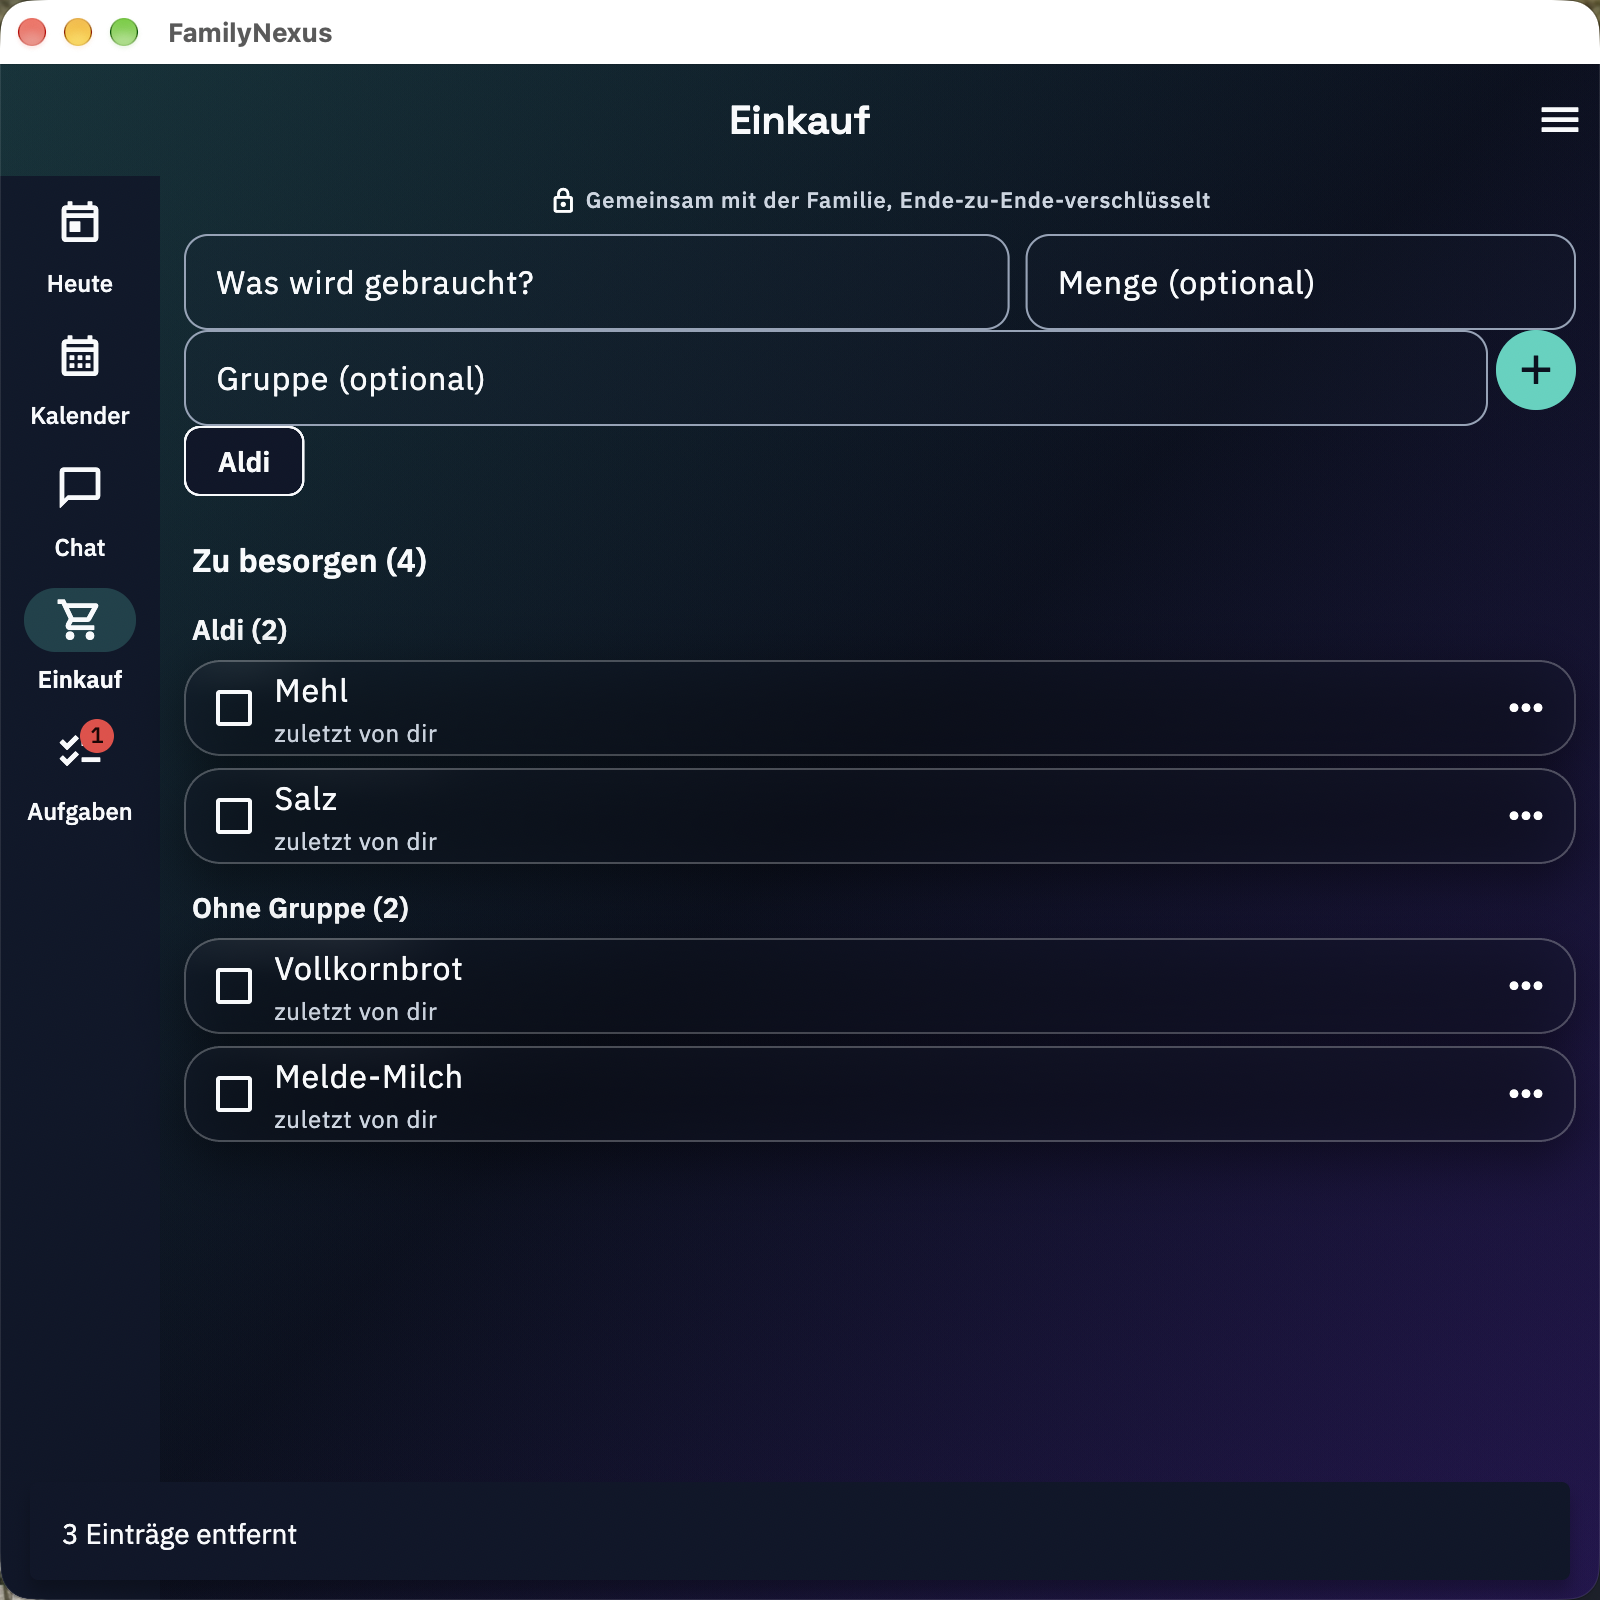 FamilyNexus
Einkauf
Gemeinsam mit der Familie, Ende-zu-Ende-verschlüsselt
Heute
Kalender
Chat
Einkauf
1
Aufgaben
Was wird gebraucht?
Menge (optional)
Gruppe (optional)
+
Aldi
Zu besorgen (4)
Aldi (2)
Mehl
zuletzt von dir
Salz
zuletzt von dir
Ohne Gruppe (2)
Vollkornbrot
zuletzt von dir
Melde-Milch
zuletzt von dir
3 Einträge entfernt